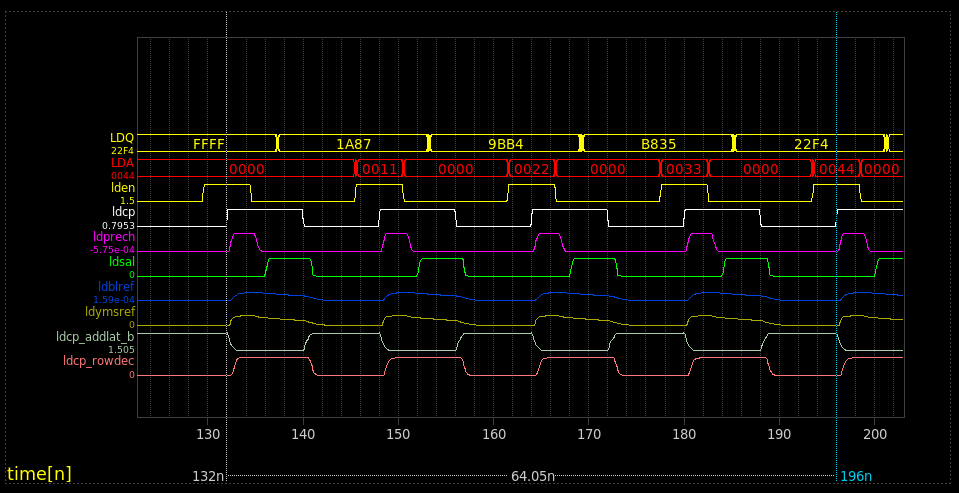 LDQ FFFF 1A87 9BB4 B835 22F4
22F4
LDA 0000 0011 0000 0022 0000 0033 0000 0044 0000
0044
lden
1.5
ldcp
0.7953
ldprech
-5.75e-04
ldsal
0
ldblref
1.59e-04
ldymsref
0
ldcp_addlat_b
1.505
ldcp_rowdec
0
130 140 150 160 170 180 190 200
time[n] 132n 64.05n 196n